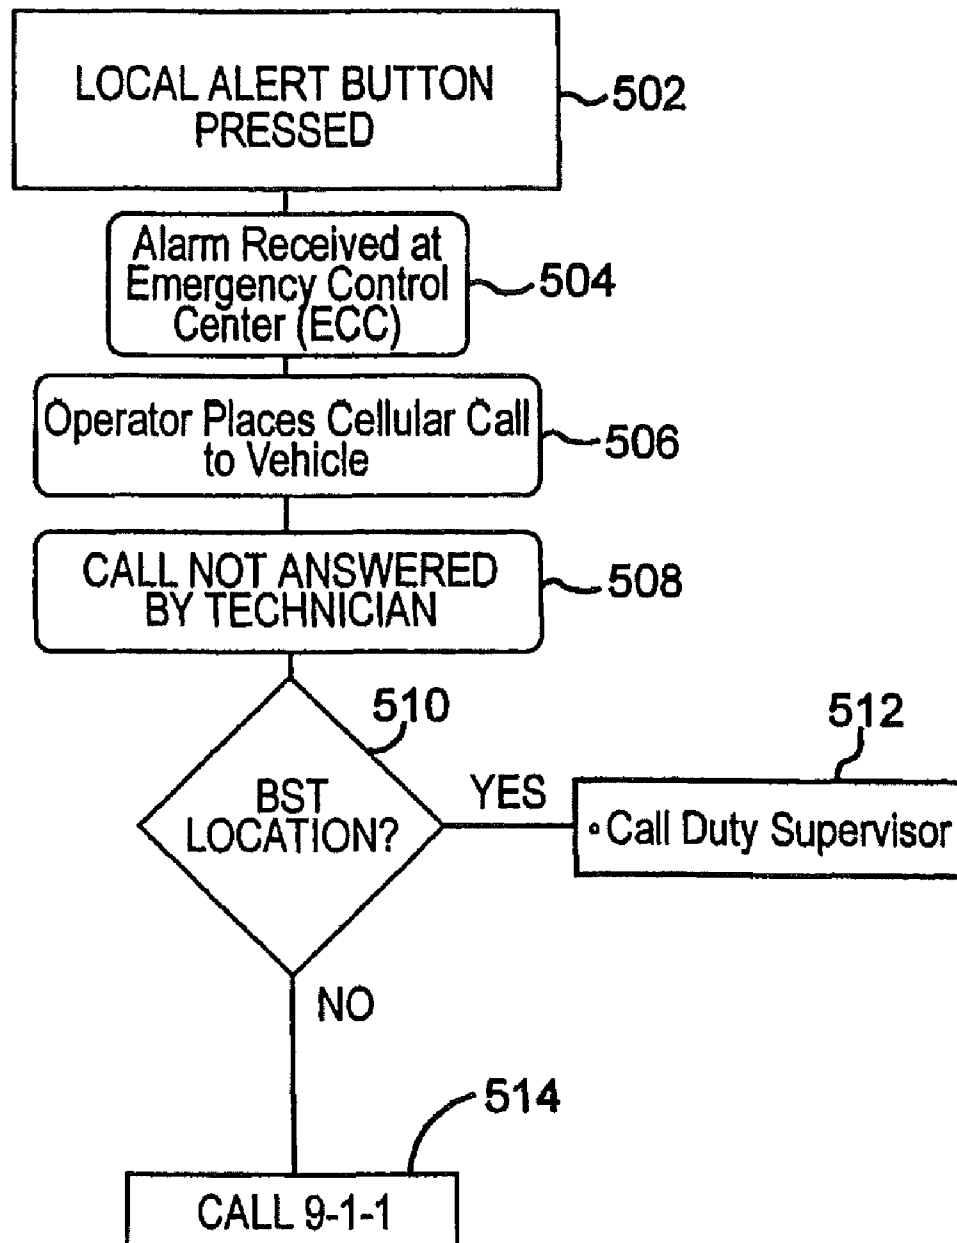 LOCAL ALERT BUTTON
PRESSED
502
Alarm Received at
Emergency Control
Center (ECC)
504
Operator Places Cellular Call
to Vehicle
506
CALL NOT ANSWERED
BY TECHNICIAN
508
510
512
BST
LOCATION?
YES
• Call Duty Supervisor
NO
514
CALL 9-1-1